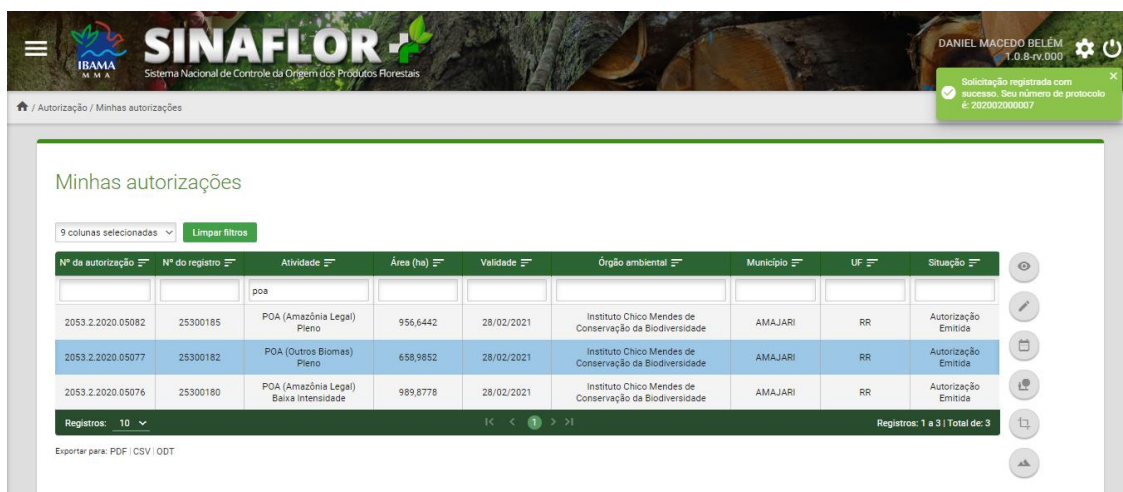 DANIEL MACEDO BELÉM
1.0.8-rv.000
IBAMA
M M A
SINAFLOR+
Sistema Nacional de Controle da Origem dos Produtos Florestais
Solicitação registrada com
sucesso. Seu número de protocolo
é: 202002000007
/ Autorização / Minhas autorizações
Minhas autorizações
9 colunas selecionadas Limpar filtros
Nº da autorização Nº do registro Atividade Área (ha) Validade Órgão ambiental Município UF Situação
poa
2053.2.2020.05082 25300185 POA (Amazônia Legal) Pleno 956,6442 28/02/2021 Instituto Chico Mendes de Conservação da Biodiversidade AMAJARI RR Autorização Emitida
2053.2.2020.05077 25300182 POA (Outros Biomas) Pleno 658,9852 28/02/2021 Instituto Chico Mendes de Conservação da Biodiversidade AMAJARI RR Autorização Emitida
2053.2.2020.05076 25300180 POA (Amazônia Legal) Baixa Intensidade 989,8778 28/02/2021 Instituto Chico Mendes de Conservação da Biodiversidade AMAJARI RR Autorização Emitida
Registros: 10 1 Registros: 1 a 3 | Total de: 3
Exportar para: PDF | CSV | ODT